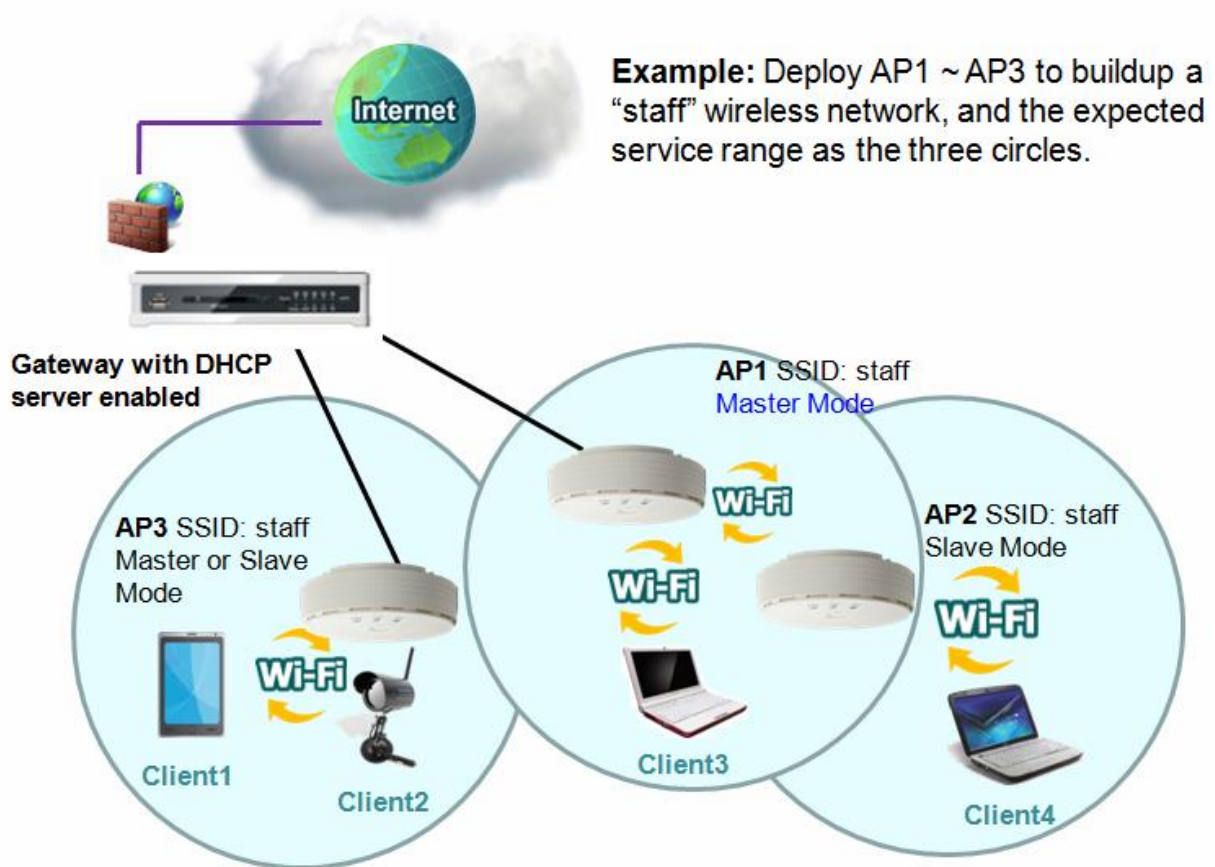 Example: Deploy AP1 ~ AP3 to buildup a
“staff” wireless network, and the expected
service range as the three circles.
Internet
Gateway with DHCP
server enabled
AP1 SSID: staff
Master Mode
Wi-Fi
AP3 SSID: staff
Master or Slave
Mode
AP2 SSID: staff
Slave Mode
Wi-Fi
Wi-Fi
Wi-Fi
Client1
Client2
Client3
Client4